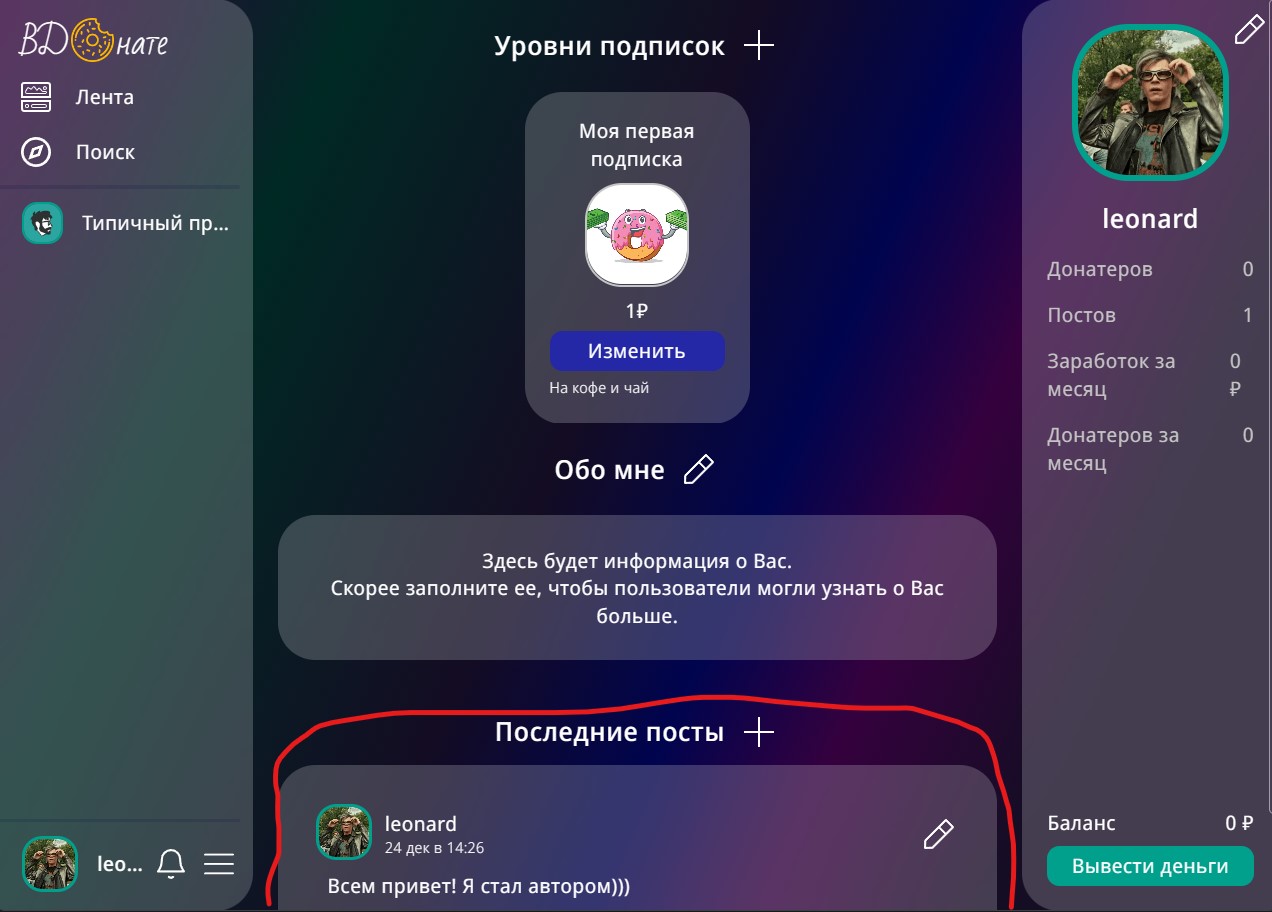 ВDOнате
Лента
Поиск
Типичный пр...
leo...
Уровни подписок
Моя первая
подписка
1₽
Изменить
На кофе и чай
Обо мне
Здесь будет информация о Вас.
Скорее заполните ее, чтобы пользователи могли узнать о Вас
больше.
Последние посты
leonard
24 дек в 14:26
Всем привет! Я стал автором)))
leonard
Донатеров 0
Постов 1
Заработок за 0
месяц ₽
Донатеров за 0
месяц
Баланс 0 ₽
Вывести деньги